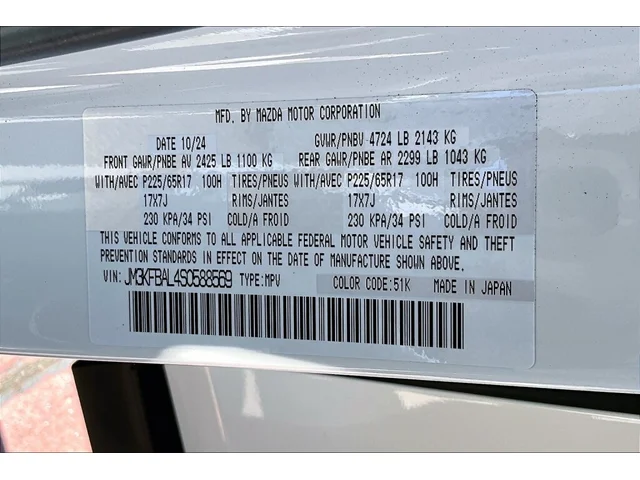 MFD. BY MAZDA MOTOR CORPORATION
DATE 10/24 GVWR/PNBV 4724 LB 2143 KG
FRONT GAWR/PNBE AV 2425 LB 1100 KG REAR GAWR/PNBE AR 2299 LB 1043 KG
WITH/AVEC P225/65R17 100H TIRES/PNEUS WITH/AVEC P225/65R17 100H TIRES/PNEUS
17X7J RIMS/JANTES 17X7J RIMS/JANTES
230 KPA/34 PSI COLD/A FROID 230 KPA/34 PSI COLD/A FROID
THIS VEHICLE CONFORMS TO ALL APPLICABLE FEDERAL MOTOR VEHICLE SAFETY AND THEFT
PREVENTION STANDARDS IN EFFECT ON THE DATE OF MANUFACTURE SHOWN ABOVE.
VIN: JM3KFBAL4S0588569 TYPE:MPV COLOR CODE:51K MADE IN JAPAN